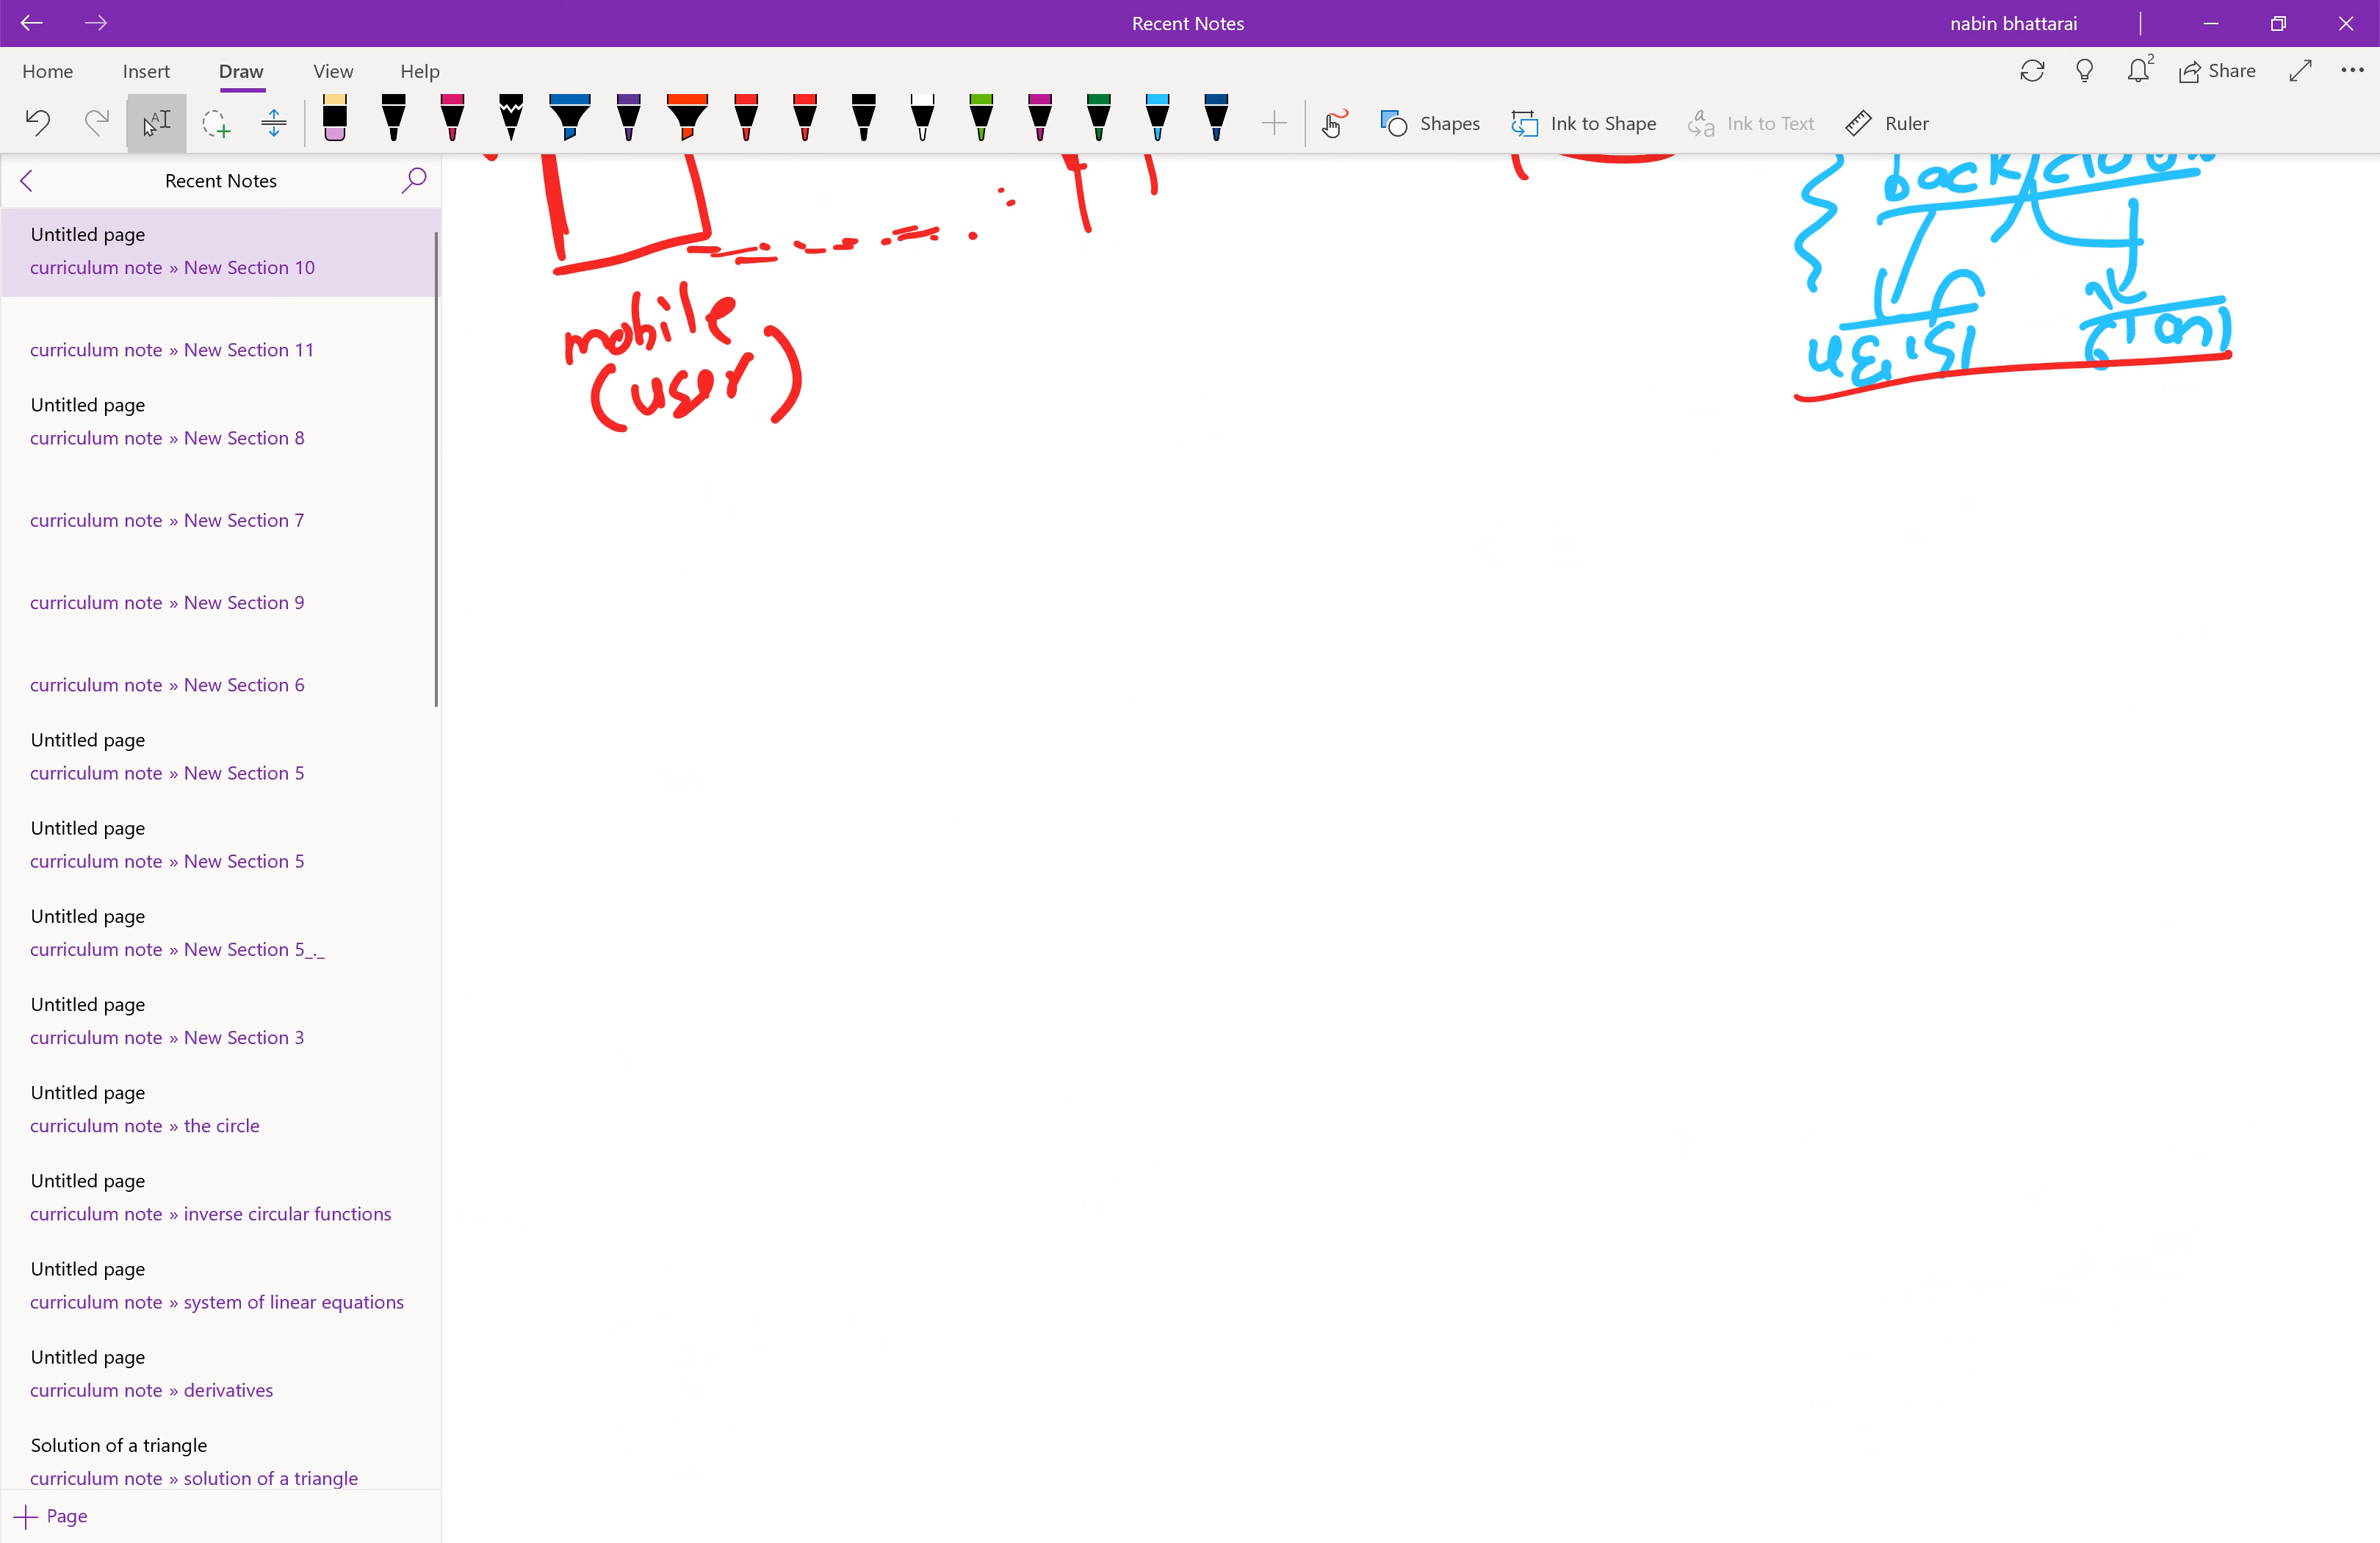 Recent Notes
nabin bhattarai
Home Insert Draw View Help
2 Share
Shapes Ink to Shape Ink to Text Ruler
Recent Notes
Untitled page
curriculum note » New Section 10
curriculum note » New Section 11
Untitled page
curriculum note » New Section 8
curriculum note » New Section 7
curriculum note » New Section 9
curriculum note » New Section 6
Untitled page
curriculum note » New Section 5
Untitled page
curriculum note » New Section 5
Untitled page
curriculum note » New Section 5_._
Untitled page
curriculum note » New Section 3
Untitled page
curriculum note » the circle
Untitled page
curriculum note » inverse circular functions
Untitled page
curriculum note » system of linear equations
Untitled page
curriculum note » derivatives
Solution of a triangle
curriculum note » solution of a triangle
Page
mobile
(user)
back